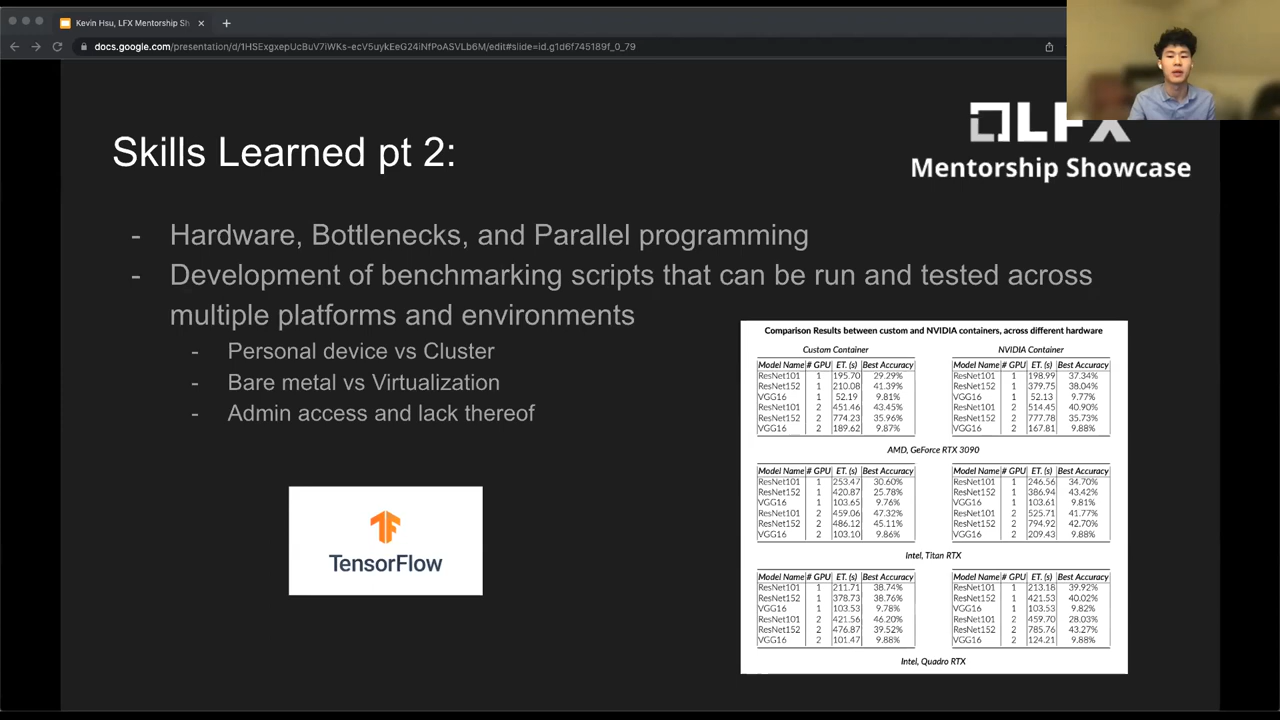 Kevin Hsu, LFX Mentorship Sh
docs.google.com/presentation/d/1HSExgxepUcBuV7iWKs-ecV5uykEeG24iNfPoASVLb6M/edit#slide=id.g1d6f745189f_0_79
LFX
Mentorship Showcase
Skills Learned pt 2:
- Hardware, Bottlenecks, and Parallel programming
- Development of benchmarking scripts that can be run and tested across
multiple platforms and environments
- Personal device vs Cluster
- Bare metal vs Virtualization
- Admin access and lack thereof
TensorFlow
Comparison Results between custom and NVIDIA containers, across different hardware
Custom Container NVIDIA Container
Model Name # GPU ET. (s) Best Accuracy Model Name # GPU ET. (s) Best Accuracy
ResNet101 1 195.70 29.29% ResNet101 1 198.99 37.34%
ResNet152 1 210.08 41.39% ResNet152 1 379.75 38.04%
VGG16 1 52.19 9.81% VGG16 1 52.13 9.77%
ResNet101 2 451.46 43.45% ResNet101 2 514.45 40.90%
ResNet152 2 774.23 35.96% ResNet152 2 777.78 35.73%
VGG16 2 189.62 9.87% VGG16 2 167.81 9.88%
AMD, GeForce RTX 3090
Model Name # GPU ET. (s) Best Accuracy Model Name # GPU ET. (s) Best Accuracy
ResNet101 1 253.47 30.60% ResNet101 1 246.56 34.70%
ResNet152 1 420.87 25.78% ResNet152 1 386.94 43.42%
VGG16 1 103.65 9.76% VGG16 1 103.61 9.81%
ResNet101 2 459.06 47.32% ResNet101 2 525.71 41.77%
ResNet152 2 486.12 45.11% ResNet152 2 794.92 42.70%
VGG16 2 103.10 9.86% VGG16 2 209.43 9.88%
Intel, Titan RTX
Model Name # GPU ET. (s) Best Accuracy Model Name # GPU ET. (s) Best Accuracy
ResNet101 1 211.71 38.74% ResNet101 1 213.18 39.92%
ResNet152 1 378.73 38.76% ResNet152 1 421.53 40.02%
VGG16 1 103.53 9.78% VGG16 1 103.53 9.82%
ResNet101 2 421.56 46.20% ResNet101 2 459.70 28.03%
ResNet152 2 476.87 39.52% ResNet152 2 785.76 43.27%
VGG16 2 101.47 9.88% VGG16 2 124.21 9.88%
Intel, Quadro RTX